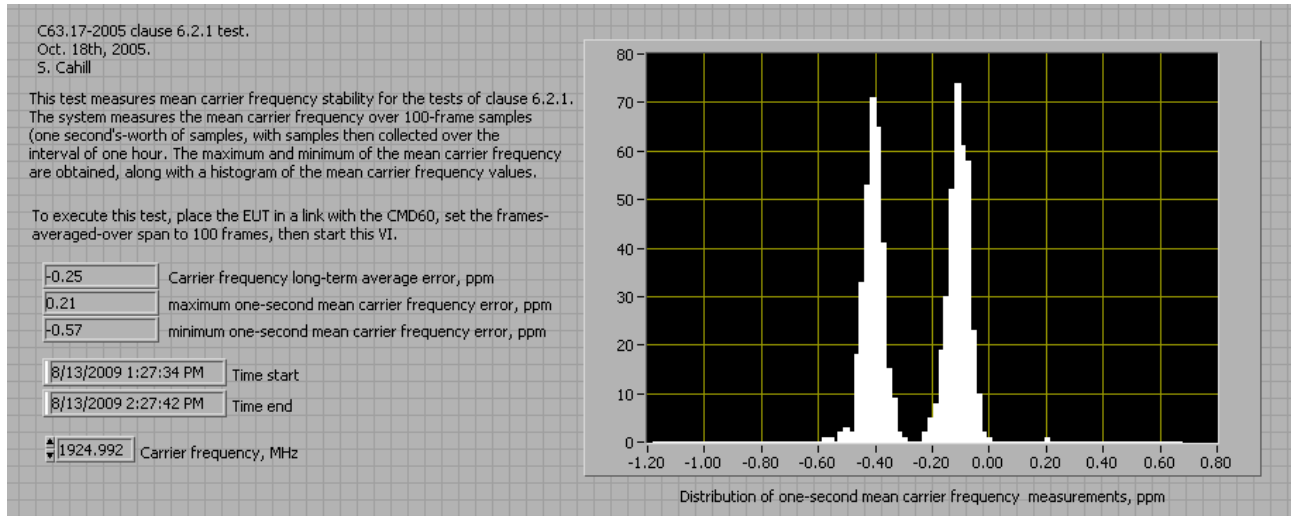 C63.17-2005 clause 6.2.1 test.
Oct. 18th, 2005.
S. Cahill
This test measures mean carrier frequency stability for the tests of clause 6.2.1.
The system measures the mean carrier frequency over 100-frame samples
(one second's-worth of samples, with samples then collected over the
interval of one hour. The maximum and minimum of the mean carrier frequency
are obtained, along with a histogram of the mean carrier frequency values.
To execute this test, place the EUT in a link with the CMD60, set the frames-
averaged-over span to 100 frames, then start this VI.
-0.25 Carrier frequency long-term average error, ppm
0.21 maximum one-second mean carrier frequency error, ppm
-0.57 minimum one-second mean carrier frequency error, ppm
8/13/2009 1:27:34 PM Time start
8/13/2009 2:27:42 PM Time end
1924.992 Carrier frequency, MHz
80
70
60
50
40
30
20
10
0
-1.20 -1.00 -0.80 -0.60 -0.40 -0.20 0.00 0.20 0.40 0.60 0.80
Distribution of one-second mean carrier frequency measurements, ppm